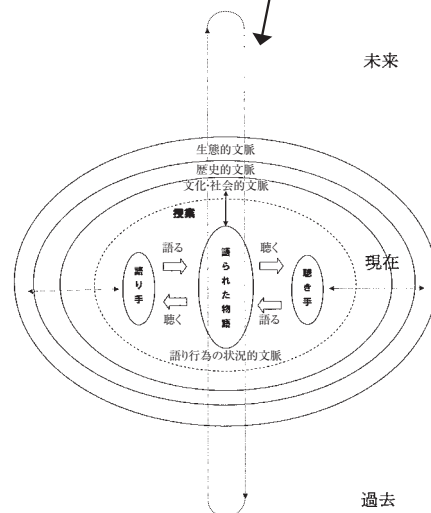 未来
生態的文脈
歴史的文脈
文化・社会的文脈
授業
語る
聴く
語り手
語られた物語
聴き手
現在
聴く
語る
語り行為の状況的文脈
過去